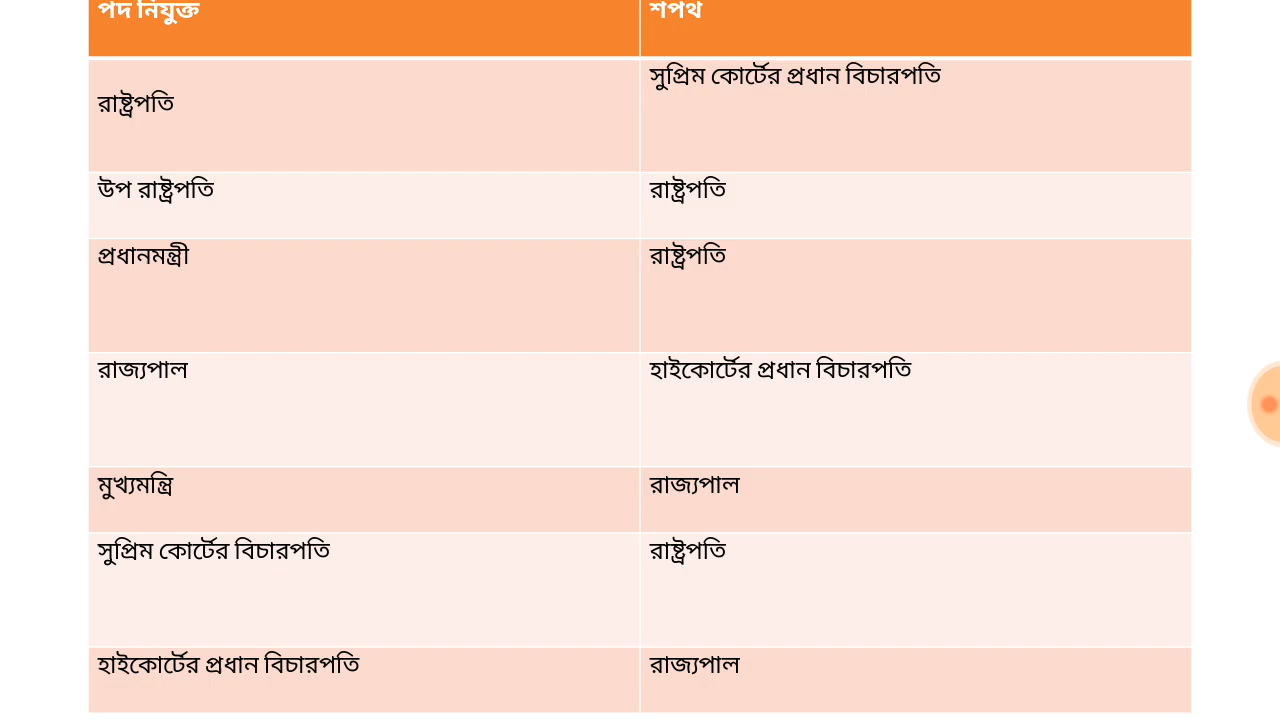 পদ নিযুক্ত
শপথ
রাষ্ট্রপতি
সুপ্রিম কোর্টের প্রধান বিচারপতি
উপ রাষ্ট্রপতি
রাষ্ট্রপতি
প্রধানমন্ত্রী
রাষ্ট্রপতি
রাজ্যপাল
হাইকোর্টের প্রধান বিচারপতি
মুখ্যমন্ত্রি
রাজ্যপাল
সুপ্রিম কোর্টের বিচারপতি
রাষ্ট্রপতি
হাইকোর্টের প্রধান বিচারপতি
রাজ্যপাল